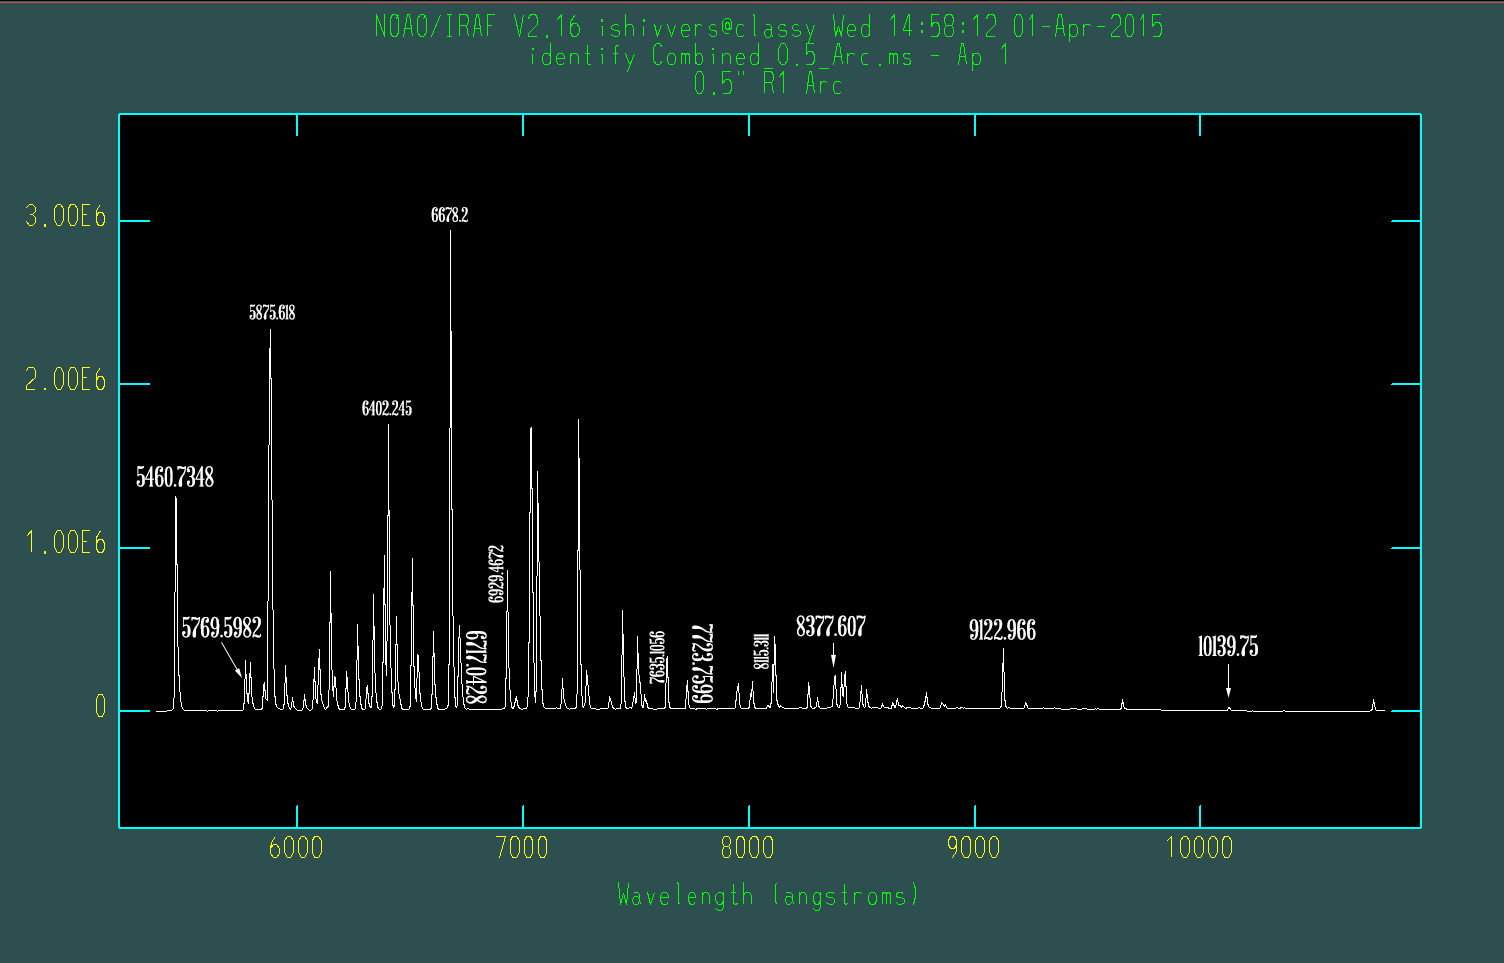 NOAO/IRAF V2.16 ishivvers@classy Wed 14:58:12 01-Apr-2015
identify Combined_0.5_Arc.ms - Ap 1
0.5" R1 Arc
3.00E6
2.00E6
1.00E6
0
6678.2
5875.618
6402.245
5460.7348
5769.5982
6717.0428
6929.4672
7635.1056
7723.7599
8115.311
8377.607
9122.966
10139.75
6000
7000
8000
9000
10000
Wavelength (angstroms)